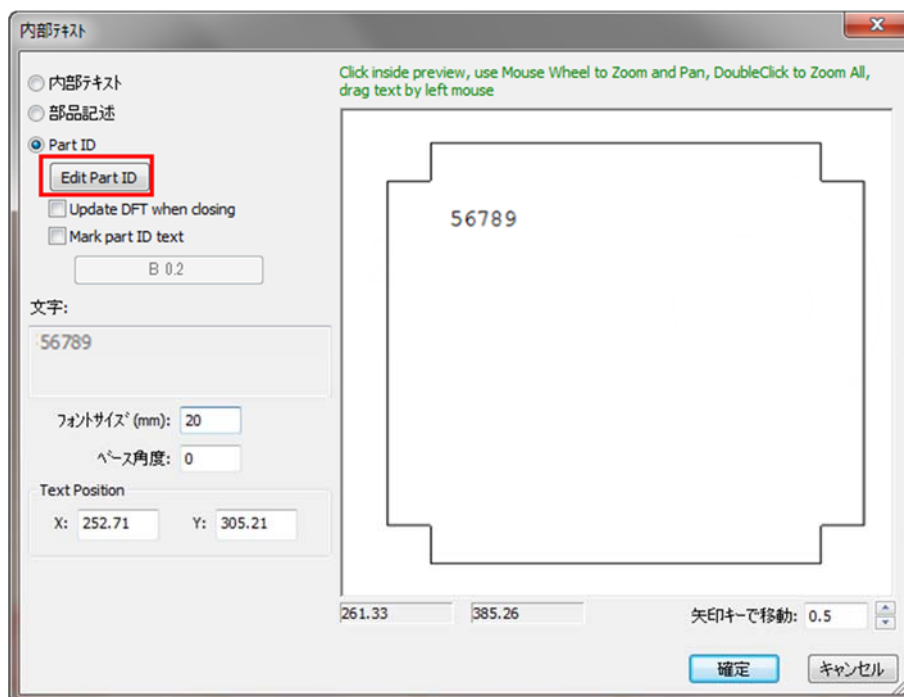 内部ﾃｷｽﾄ
内部テキスト
部品記述
Part ID
Edit Part ID
Update DFT when closing
Mark part ID text
B 0.2
文字:
56789
ﾌｫﾝﾄｻｲｽﾞ(mm): 20
ﾍﾞｰｽ角度: 0
Text Position
X: 252.71 Y: 305.21
Click inside preview, use Mouse Wheel to Zoom and Pan, DoubleClick to Zoom All,
drag text by left mouse
56789
261.33 385.26 矢印キーで移動: 0.5
確定 キャンセル